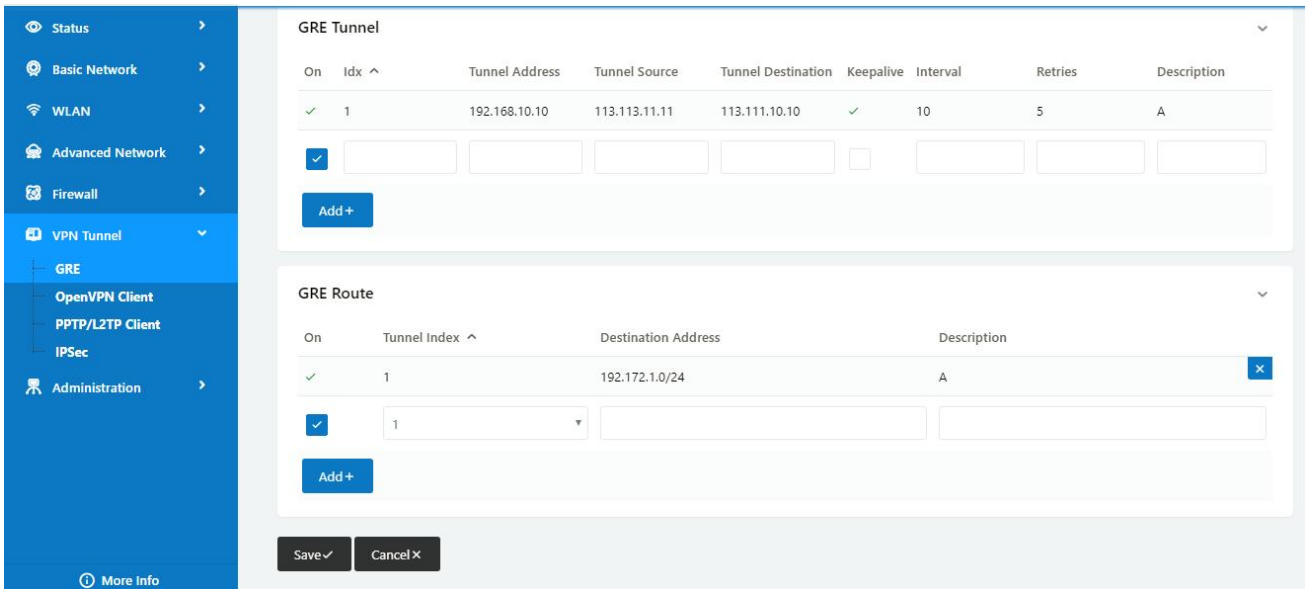 Status
Basic Network
WLAN
Advanced Network
Firewall
VPN Tunnel
GRE
OpenVPN Client
PPTP/L2TP Client
IPSec
Administration
More Info
GRE Tunnel
On Idx Tunnel Address Tunnel Source Tunnel Destination Keepalive Interval Retries Description
1 192.168.10.10 113.113.11.11 113.111.10.10 10 5 A
Add+
GRE Route
On Tunnel Index Destination Address Description
1 192.172.1.0/24 A
1
Add+
Save Cancel